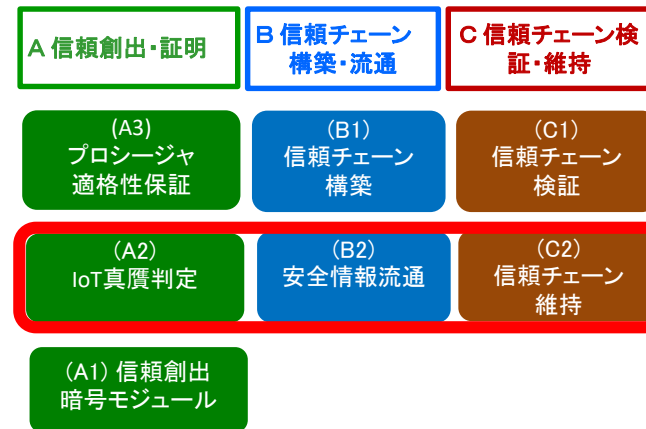 A 信頼創出・証明
B 信頼チェーン
構築・流通
C 信頼チェーン検
証・維持
(A3)
プロシージャ
適格性保証
(B1)
信頼チェーン
構築
(C1)
信頼チェーン
検証
(A2)
IoT真贋判定
(B2)
安全情報流通
(C2)
信頼チェーン
維持
(A1) 信頼創出
暗号モジュール